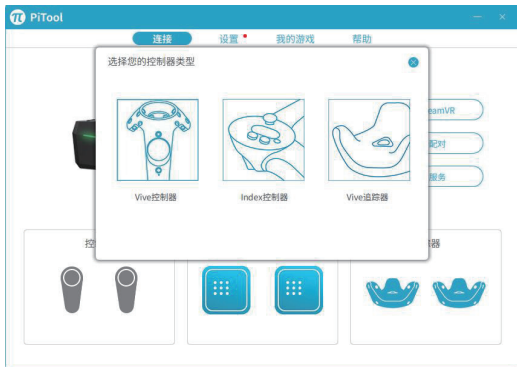 PiTool
连接 设置 我的游戏 帮助
选择您的控制器类型
eamVR
配对
服务
Vive控制器 Index控制器 Vive追踪器
控
器